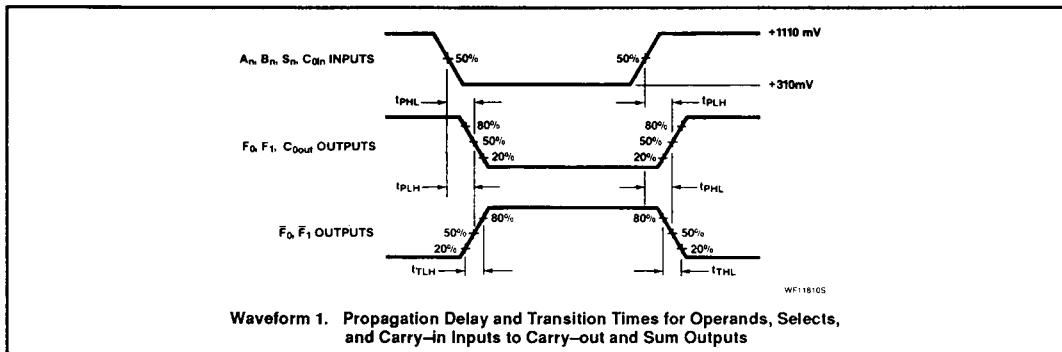 +1110 mV
Aₙ, Bₙ, Sₙ, C₀ᵢₙ INPUTS
50%
50%
+310mV
tPHL
tPLH
80%
80%
F₀, F₁, C₀ₒᵤₜ OUTPUTS
50%
50%
20%
20%
tPLH
tPHL
80%
80%
F̄₀, F̄₁ OUTPUTS
50%
50%
20%
20%
tTLH
tTHL
WF11810S
Waveform 1. Propagation Delay and Transition Times for Operands, Selects,
and Carry–in Inputs to Carry–out and Sum Outputs